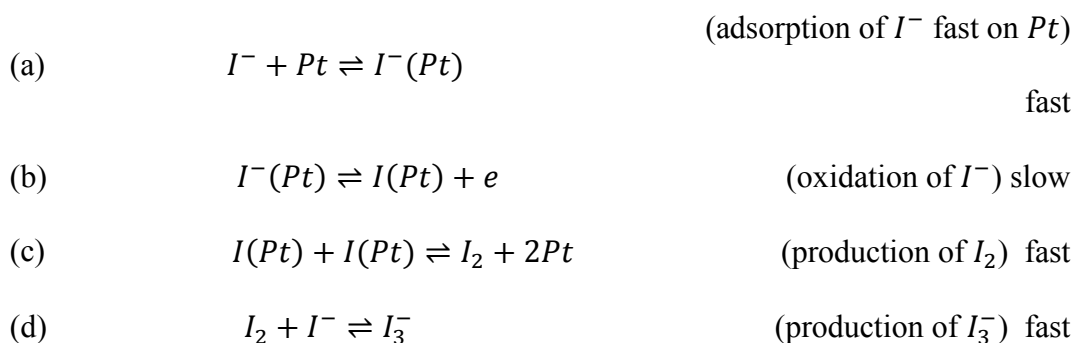 (adsorption of I⁻ fast on Pt)
(a) I⁻ + Pt ⇌ I⁻(Pt)
fast
(b) I⁻(Pt) ⇌ I(Pt) + e (oxidation of I⁻) slow
(c) I(Pt) + I(Pt) ⇌ I₂ + 2Pt (production of I₂) fast
(d) I₂ + I⁻ ⇌ I₃⁻ (production of I₃⁻) fast